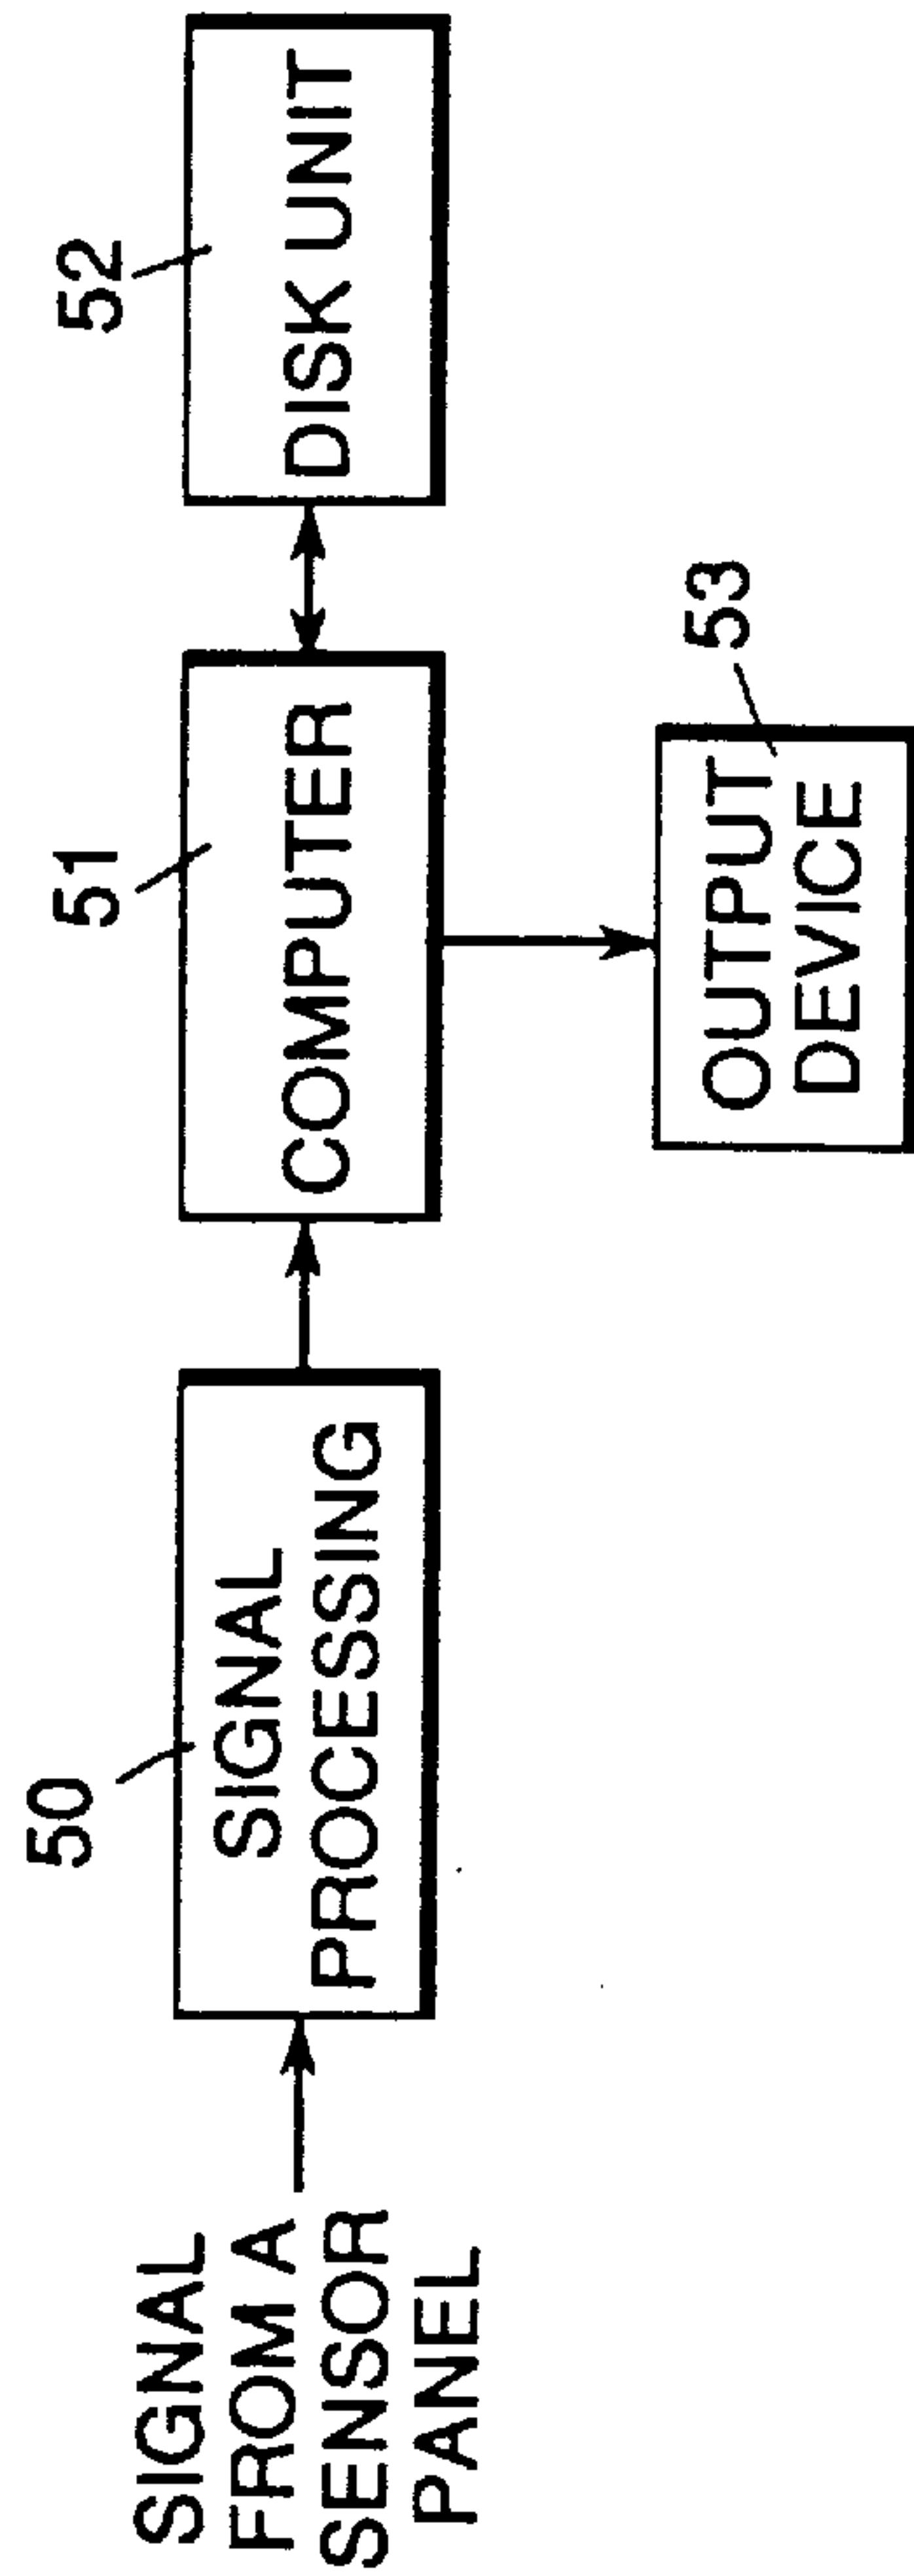 SIGNAL
FROM A
SENSOR
PANEL
50
SIGNAL
PROCESSING
51
COMPUTER
52
DISK UNIT
53
OUTPUT
DEVICE